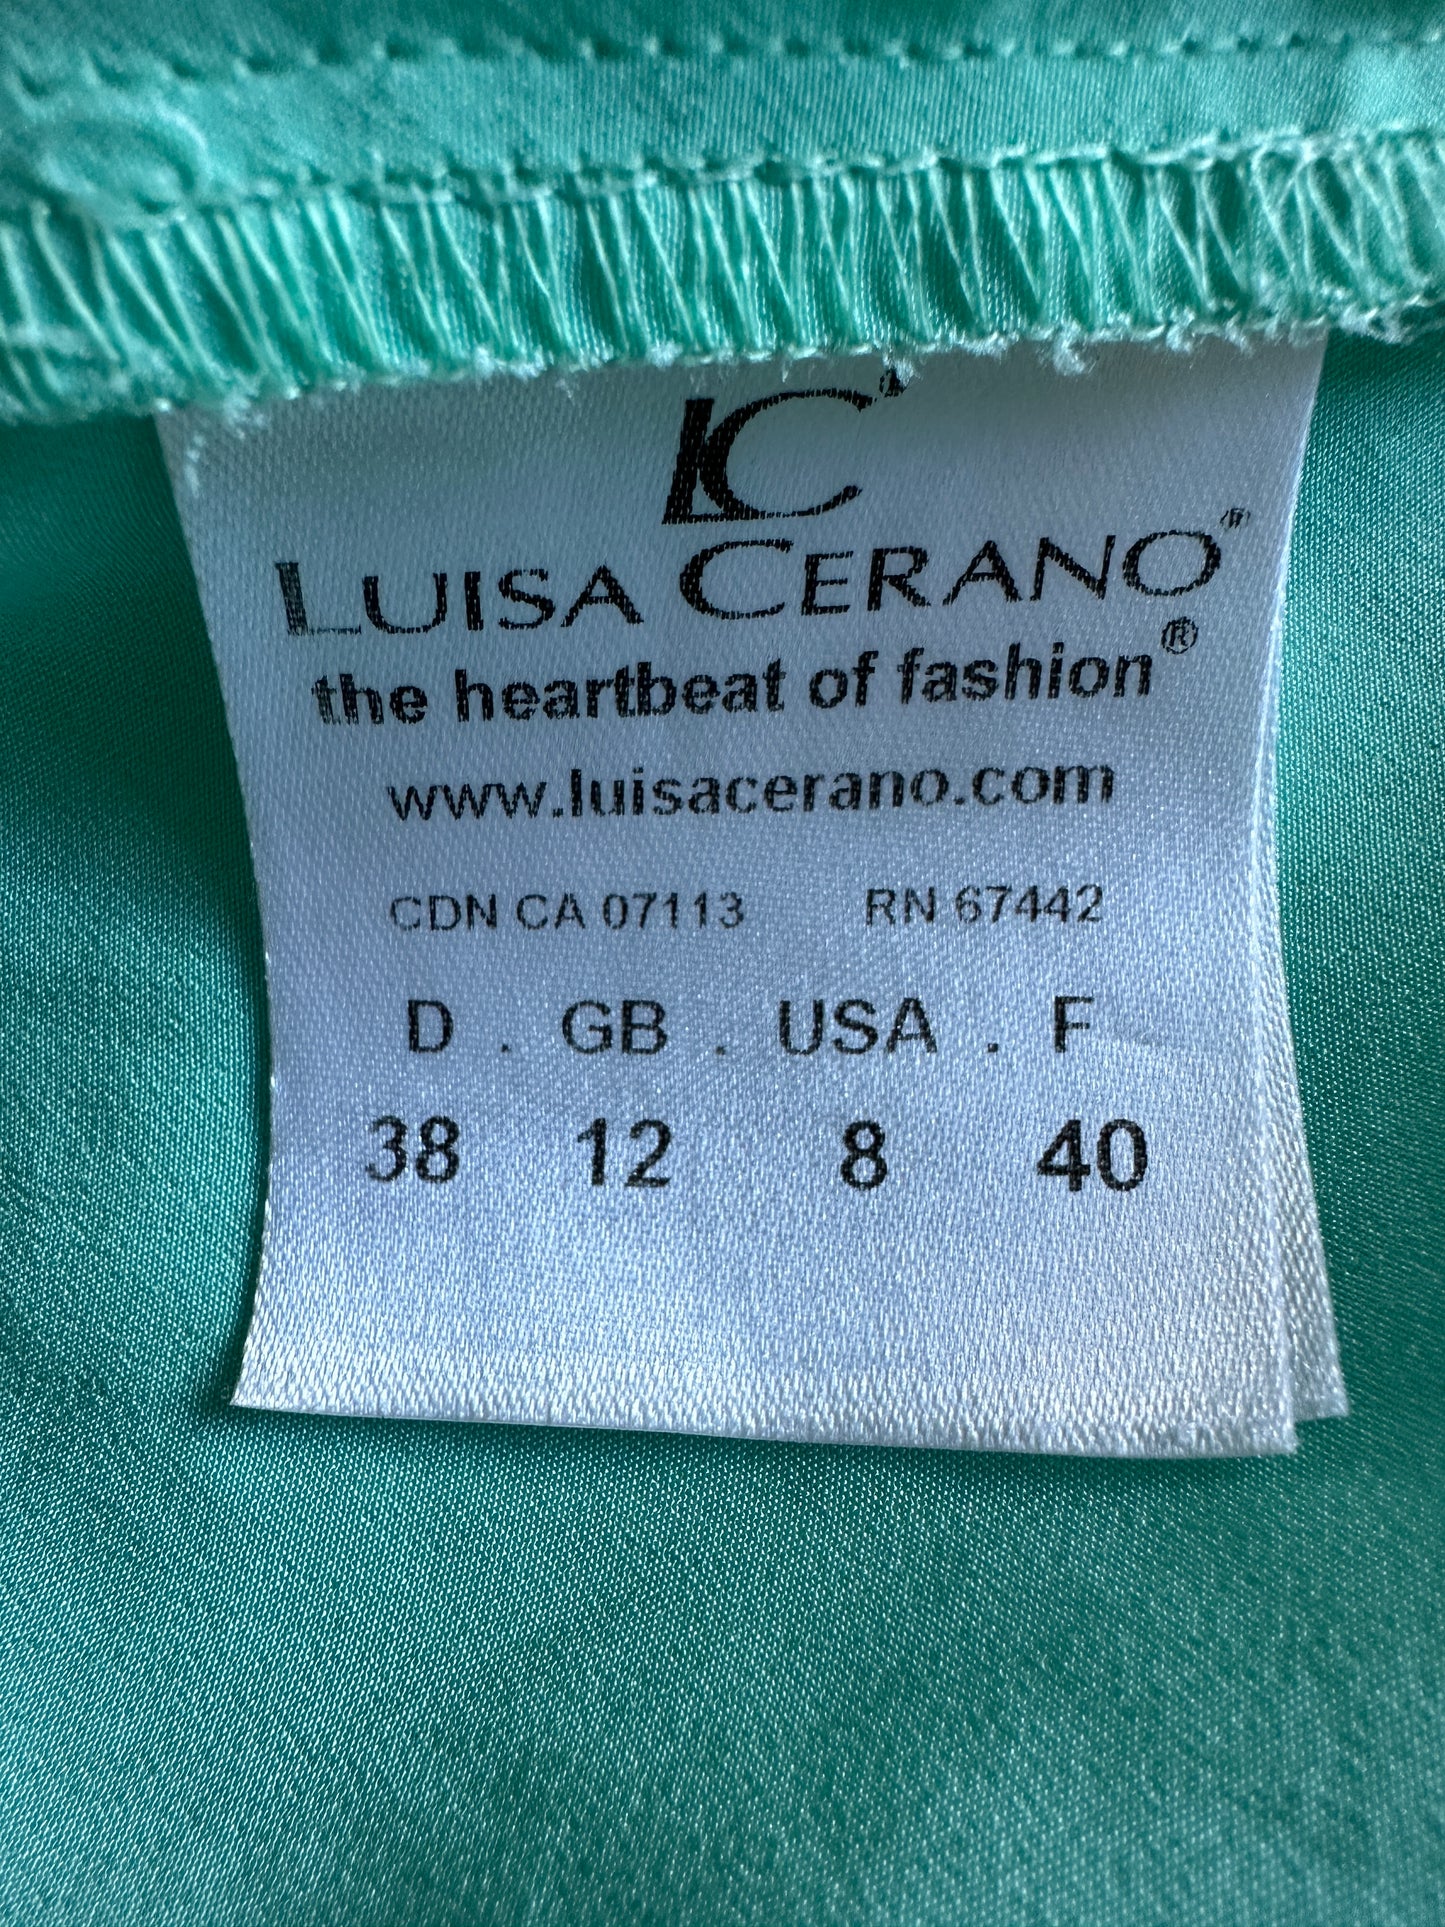 LC
LUISA CERANO®
the heartbeat of fashion®
www.luisacerano.com
CDN CA 07113 RN 67442
D . GB . USA . F
38 12 8 40